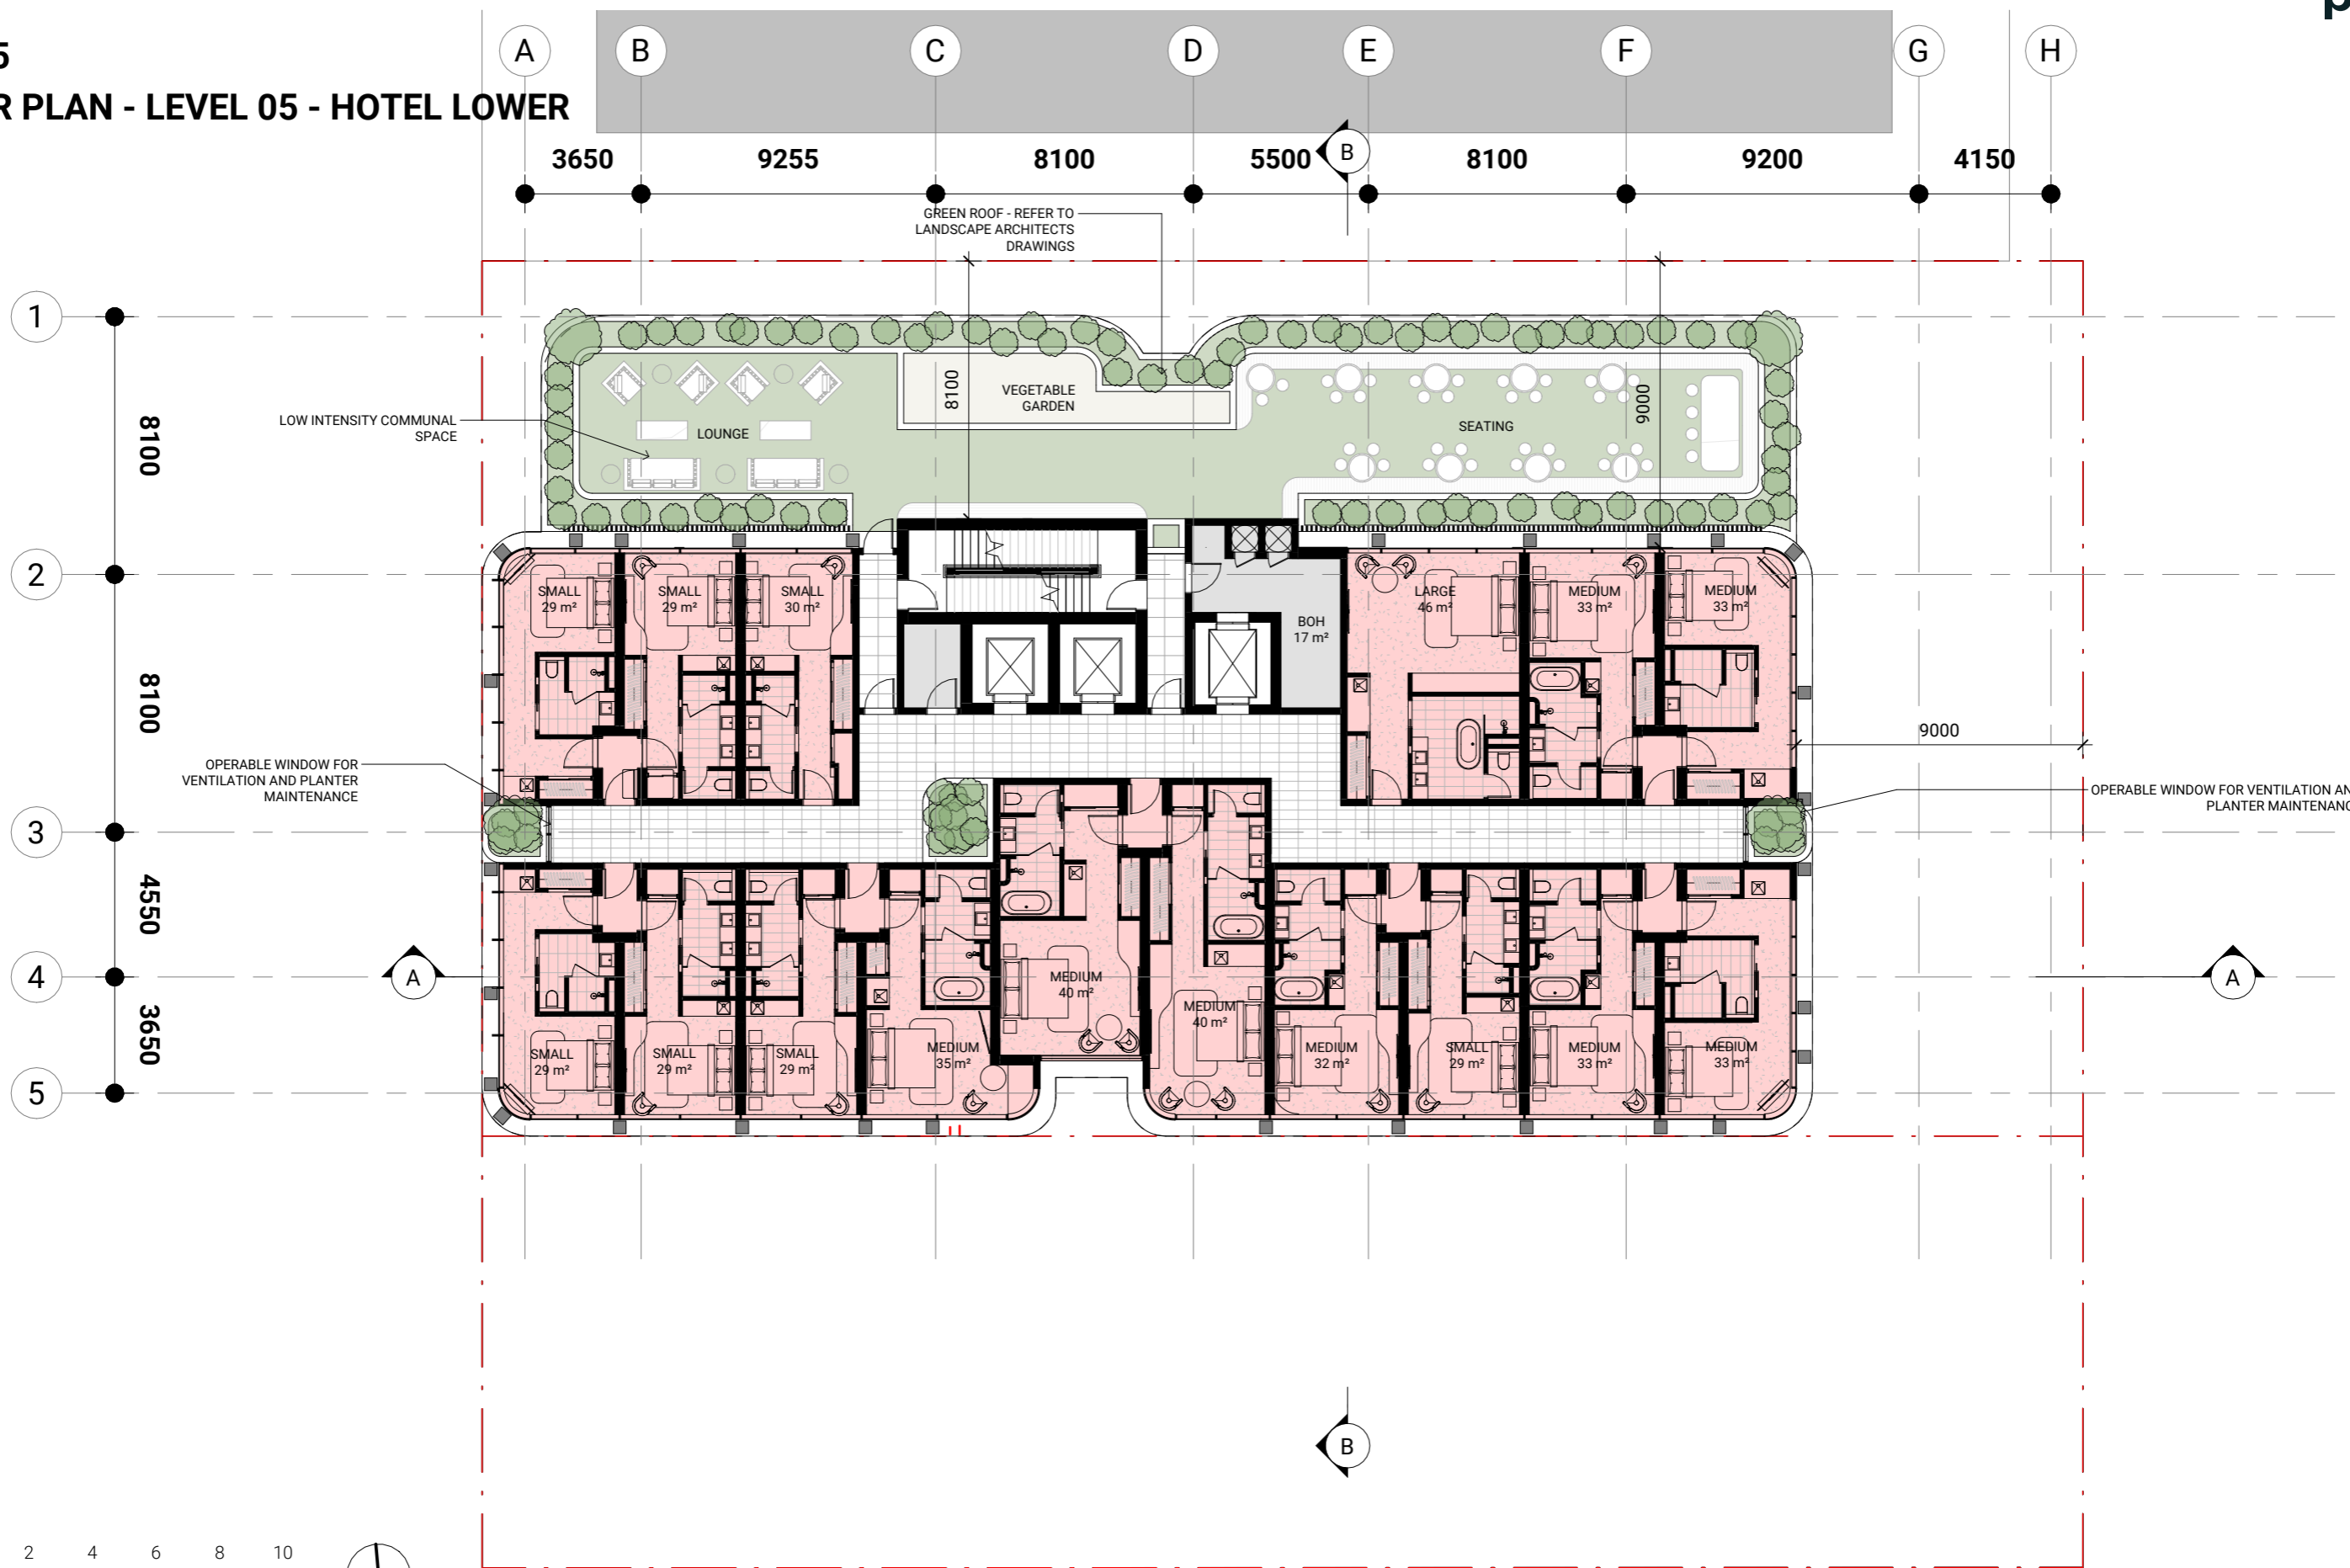 A B C D E F G H
5
R PLAN - LEVEL 05 - HOTEL LOWER
3650 9255 8100 5500 B 8100 9200 4150
GREEN ROOF - REFER TO
LANDSCAPE ARCHITECTS
DRAWINGS
1
8100
VEGETABLE
GARDEN
8100
9000
LOW INTENSITY COMMUNAL
SPACE
LOUNGE
SEATING
2
SMALL
29 m²
SMALL
29 m²
SMALL
30 m²
BOH
17 m²
LARGE
46 m²
MEDIUM
33 m²
MEDIUM
33 m²
8100
9000
OPERABLE WINDOW FOR
VENTILATION AND PLANTER
MAINTENANCE
OPERABLE WINDOW FOR VENTILATION AN
PLANTER MAINTENANC
3
4550
4
A
A
3650
MEDIUM
40 m²
MEDIUM
40 m²
SMALL
29 m²
SMALL
29 m²
SMALL
29 m²
MEDIUM
35 m²
MEDIUM
32 m²
SMALL
29 m²
MEDIUM
33 m²
MEDIUM
33 m²
5
B
2 4 6 8 10